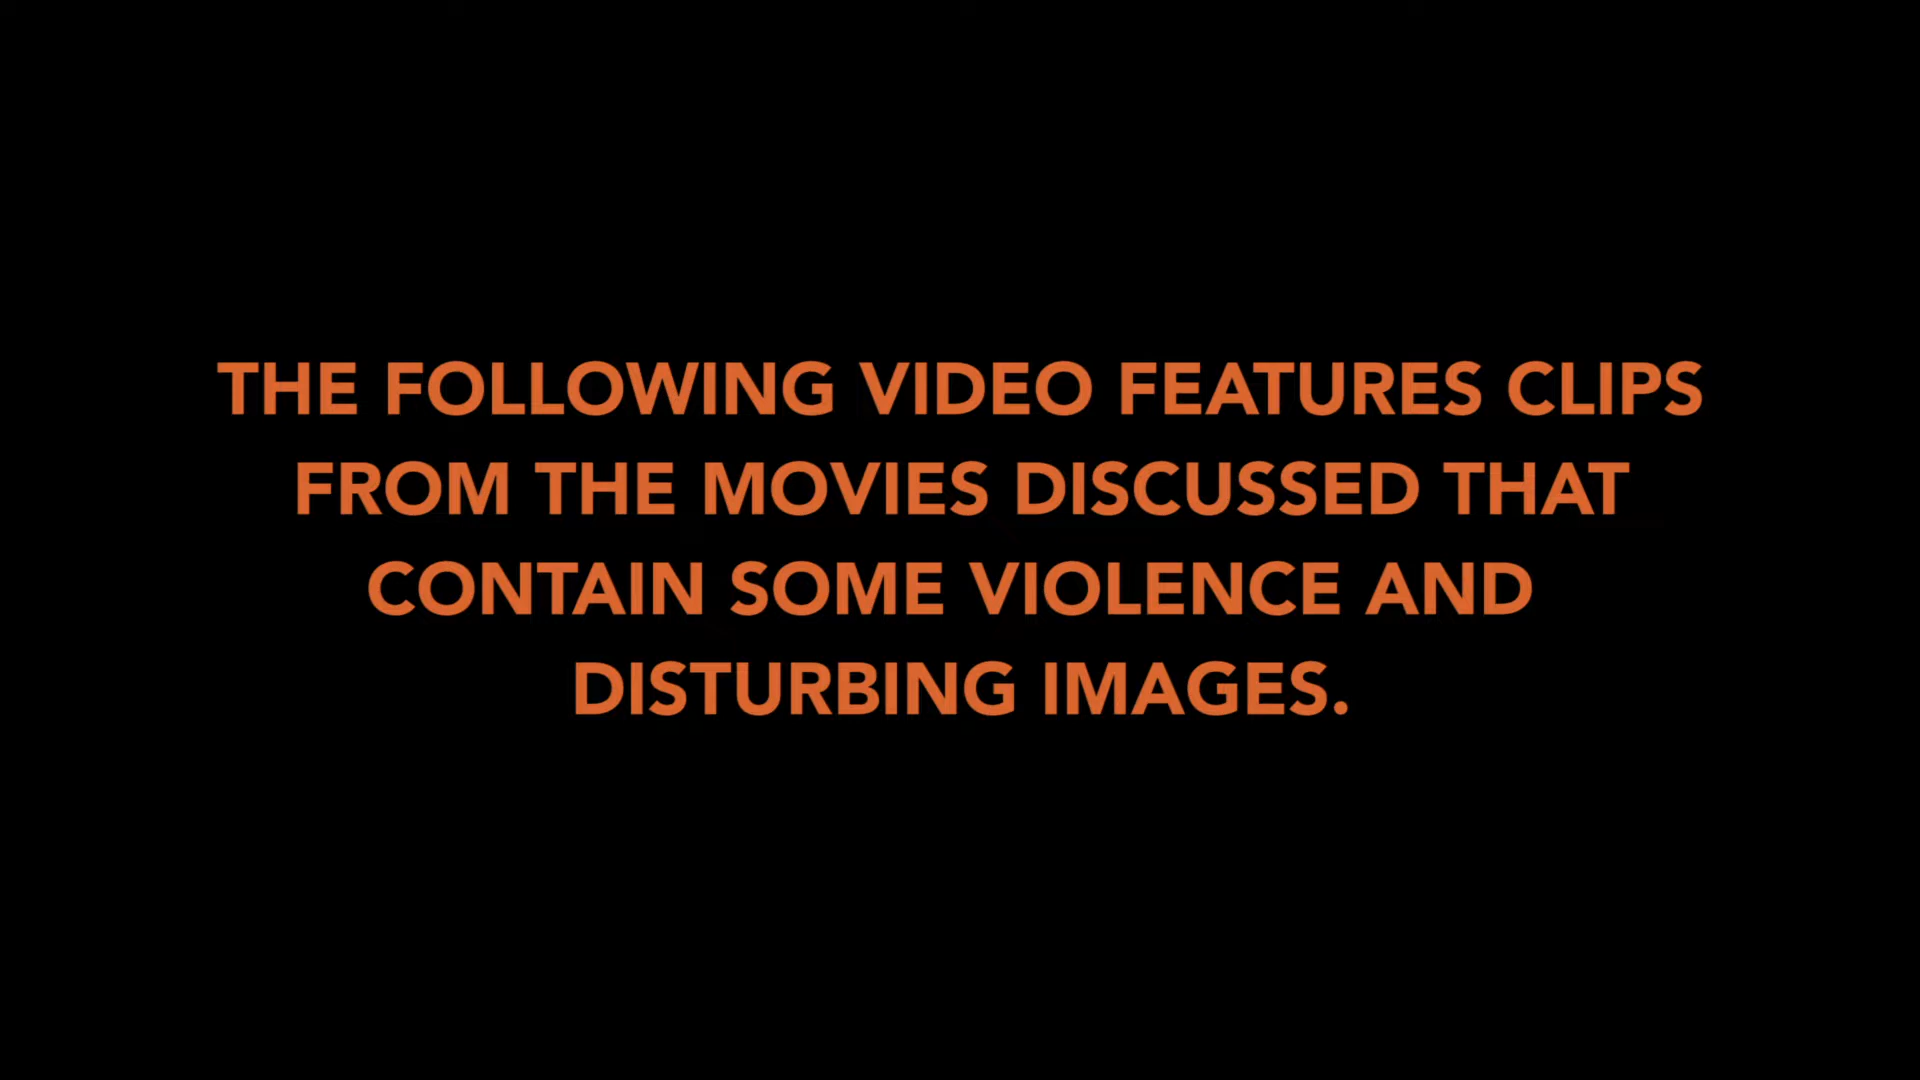 THE FOLLOWING VIDEO FEATURES CLIPS
FROM THE MOVIES DISCUSSED THAT
CONTAIN SOME VIOLENCE AND
DISTURBING IMAGES.